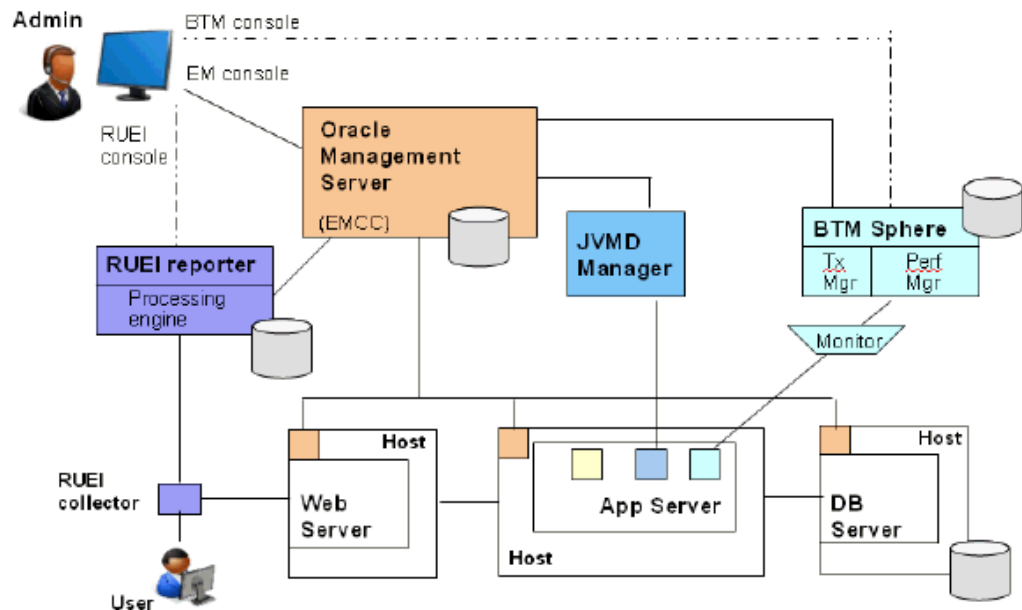 Admin
BTM console
EM console
RUEI
console
Oracle
Management
Server
(EMCC)
JVMD
Manager
BTM Sphere
Tx
Mgr
Perf
Mgr
RUEI reporter
Processing
engine
Monitor
Host
Web
Server
App Server
Host
Host
DB
Server
RUEI
collector
User